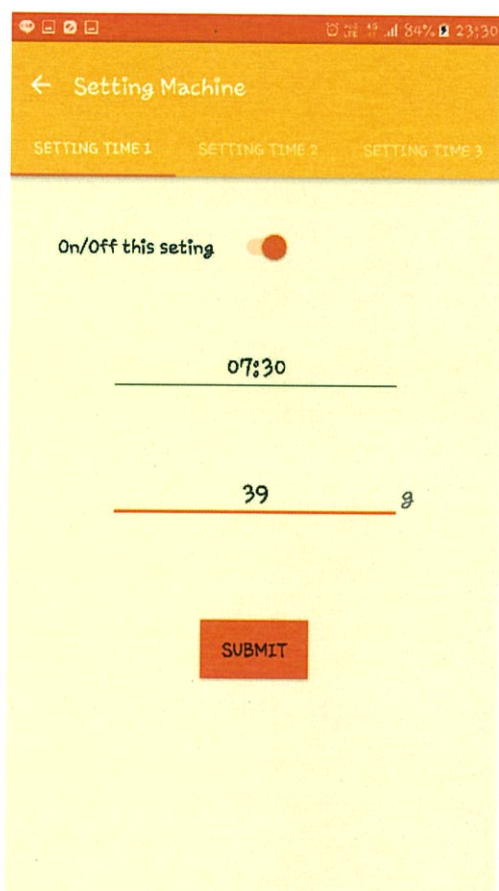 84% 23:30
Setting Machine
SETTING TIME 1 SETTING TIME 2 SETTING TIME 3
On/Off this seting
07:30
39 g
SUBMIT